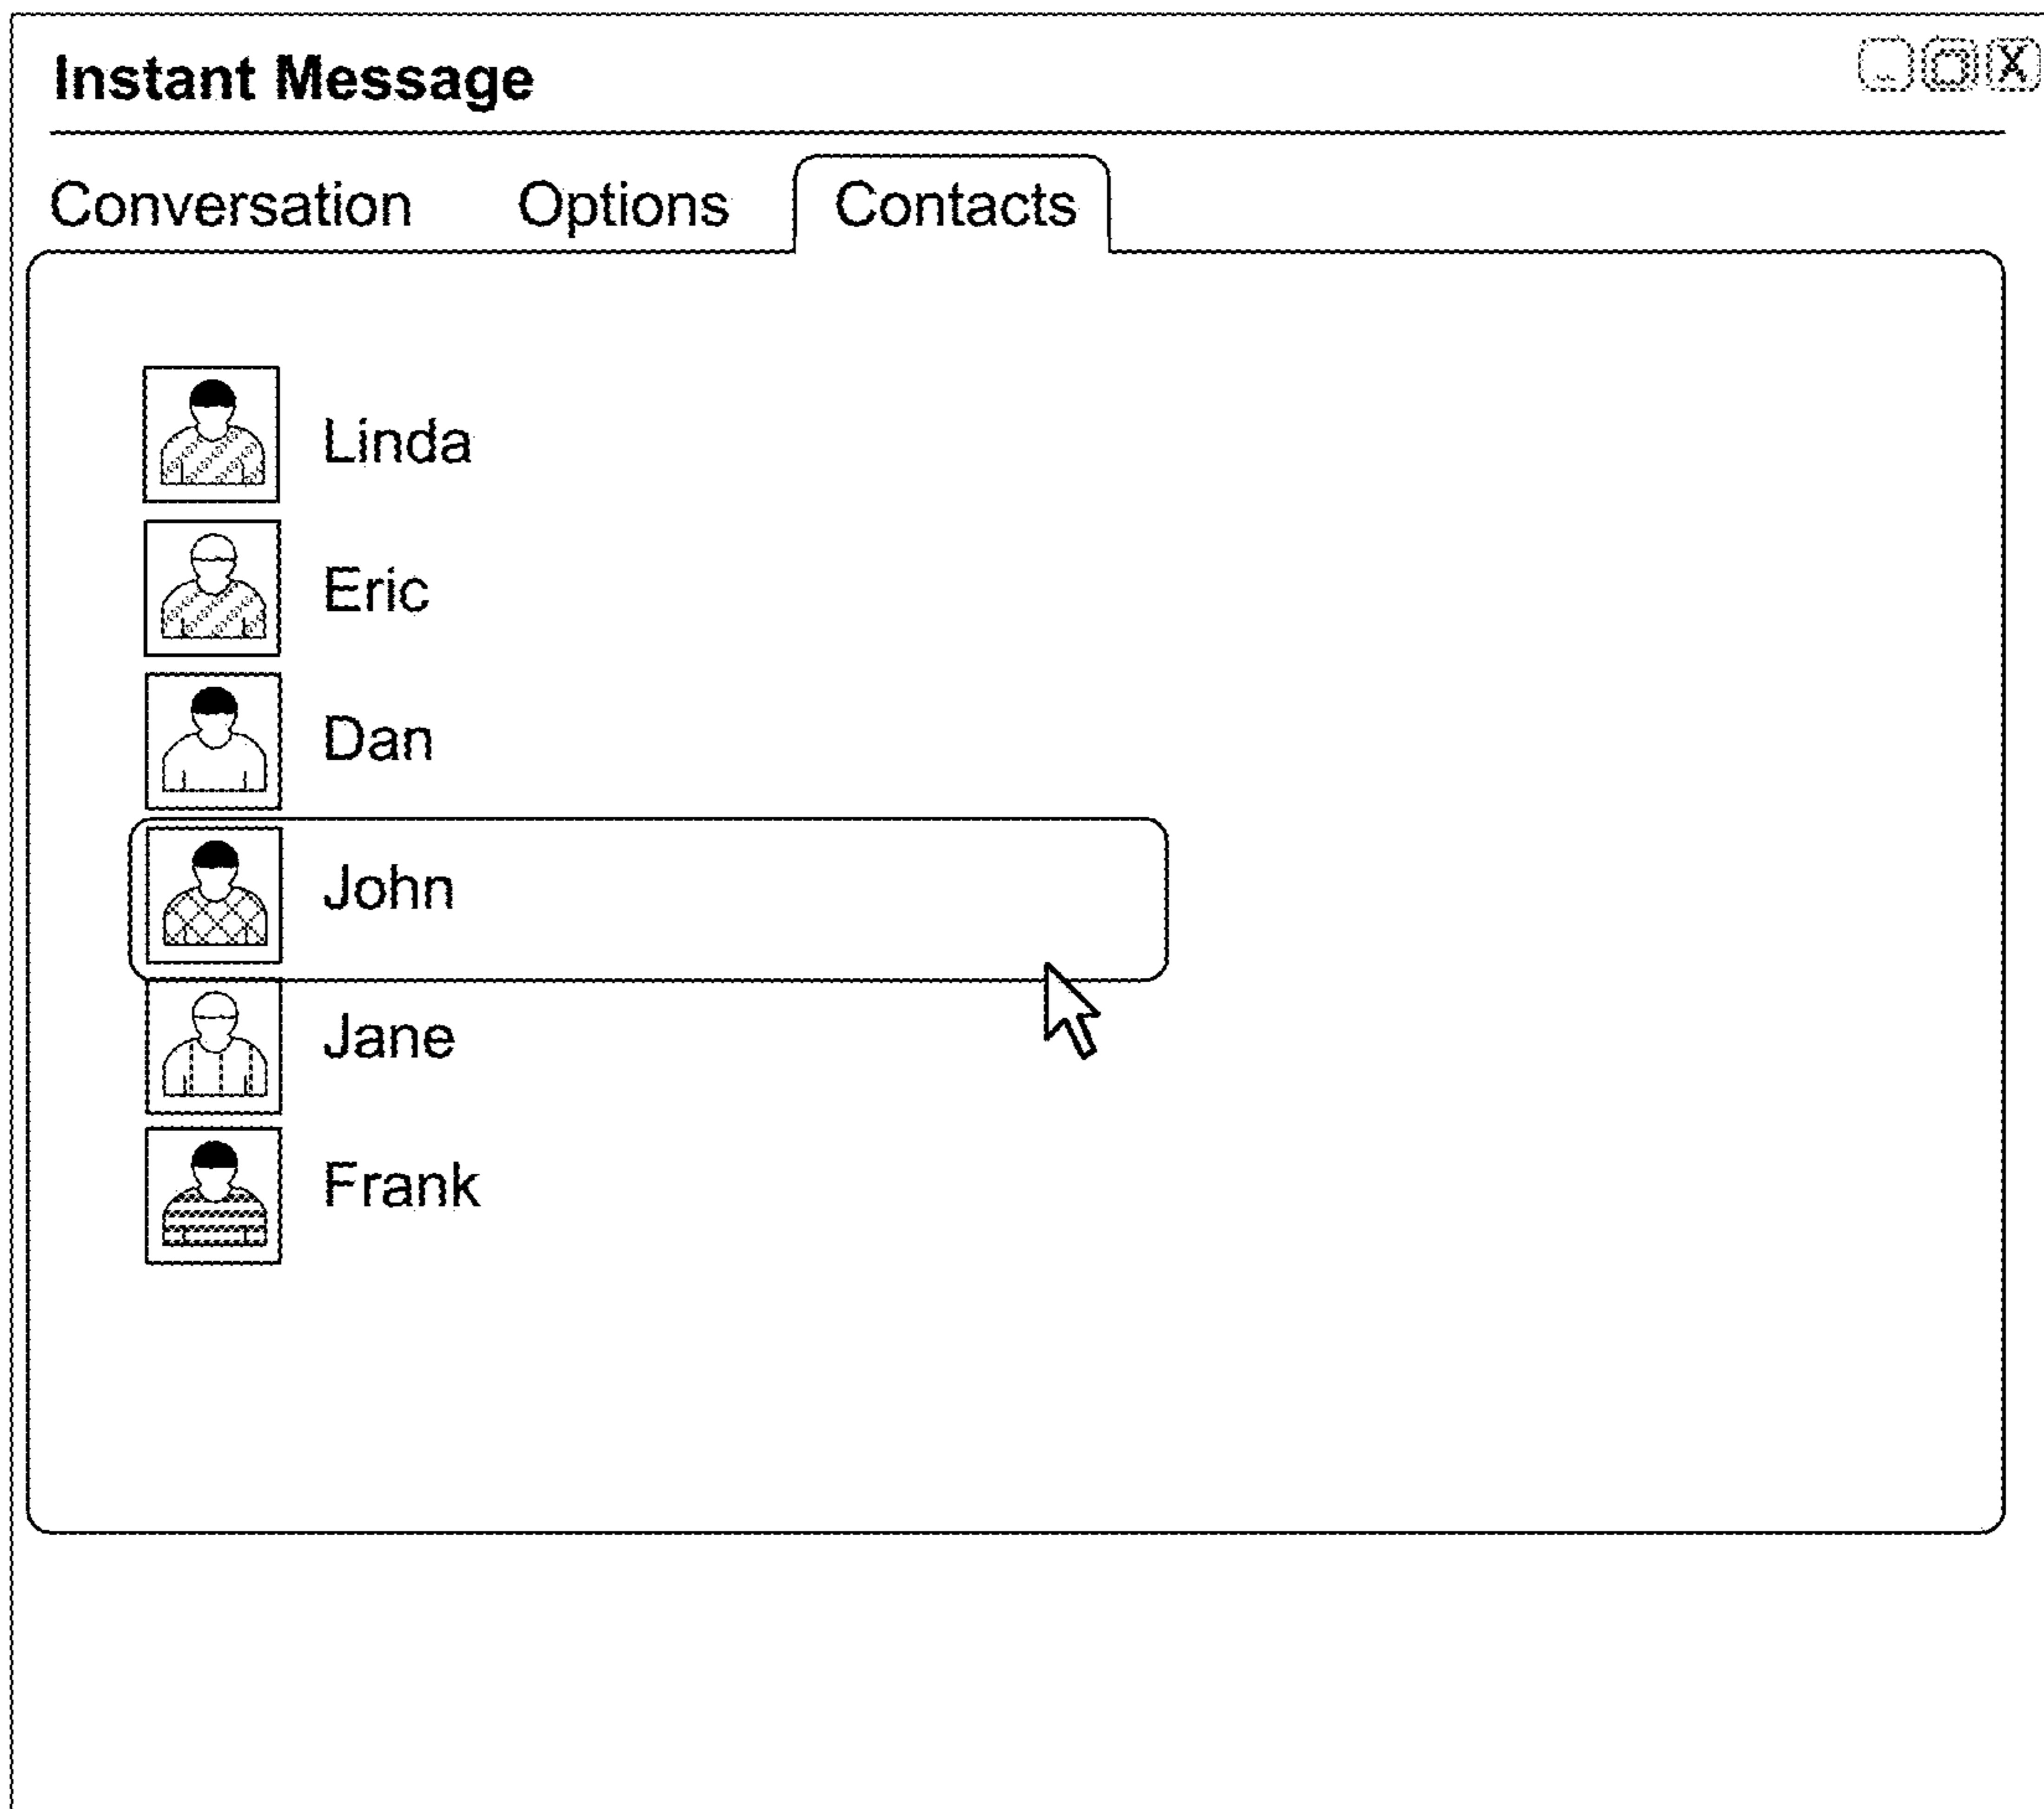 Instant Message
Conversation Options Contacts
Linda
Eric
Dan
John
Jane
Frank